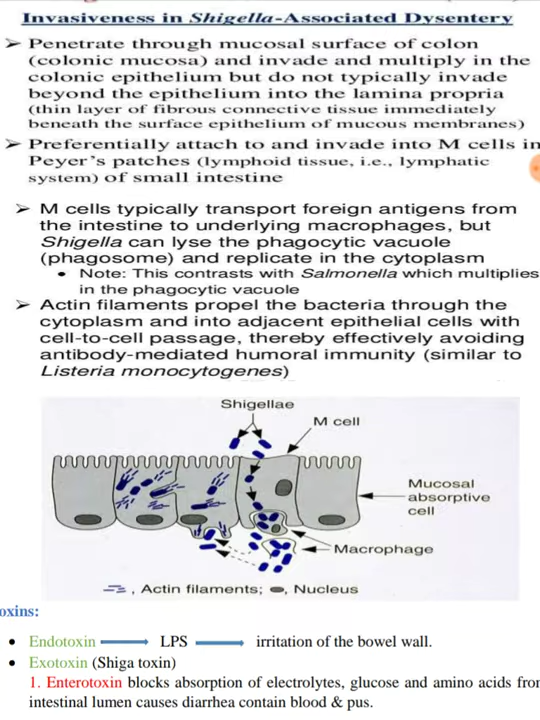 Invasiveness in Shigella-Associated Dysentery
➢ Penetrate through mucosal surface of colon
(colonic mucosa) and invade and multiply in the
colonic epithelium but do not typically invade
beyond the epithelium into the lamina propria
(thin layer of fibrous connective tissue immediately
beneath the surface epithelium of mucous membranes)
➢ Preferentially attach to and invade into M cells in
Peyer's patches (lymphoid tissue, i.e., lymphatic
system) of small intestine
➢ M cells typically transport foreign antigens from
the intestine to underlying macrophages, but
Shigella can lyse the phagocytic vacuole
(phagosome) and replicate in the cytoplasm
• Note: This contrasts with Salmonella which multiplies
in the phagocytic vacuole
➢ Actin filaments propel the bacteria through the
cytoplasm and into adjacent epithelial cells with
cell-to-cell passage, thereby effectively avoiding
antibody-mediated humoral immunity (similar to
Listeria monocytogenes)
Shigellae
M cell
Mucosal
absorptive
cell
Macrophage
, Actin filaments; , Nucleus
oxins:
• Endotoxin → LPS → irritation of the bowel wall.
• Exotoxin (Shiga toxin)
1. Enterotoxin blocks absorption of electrolytes, glucose and amino acids from
intestinal lumen causes diarrhea contain blood & pus.